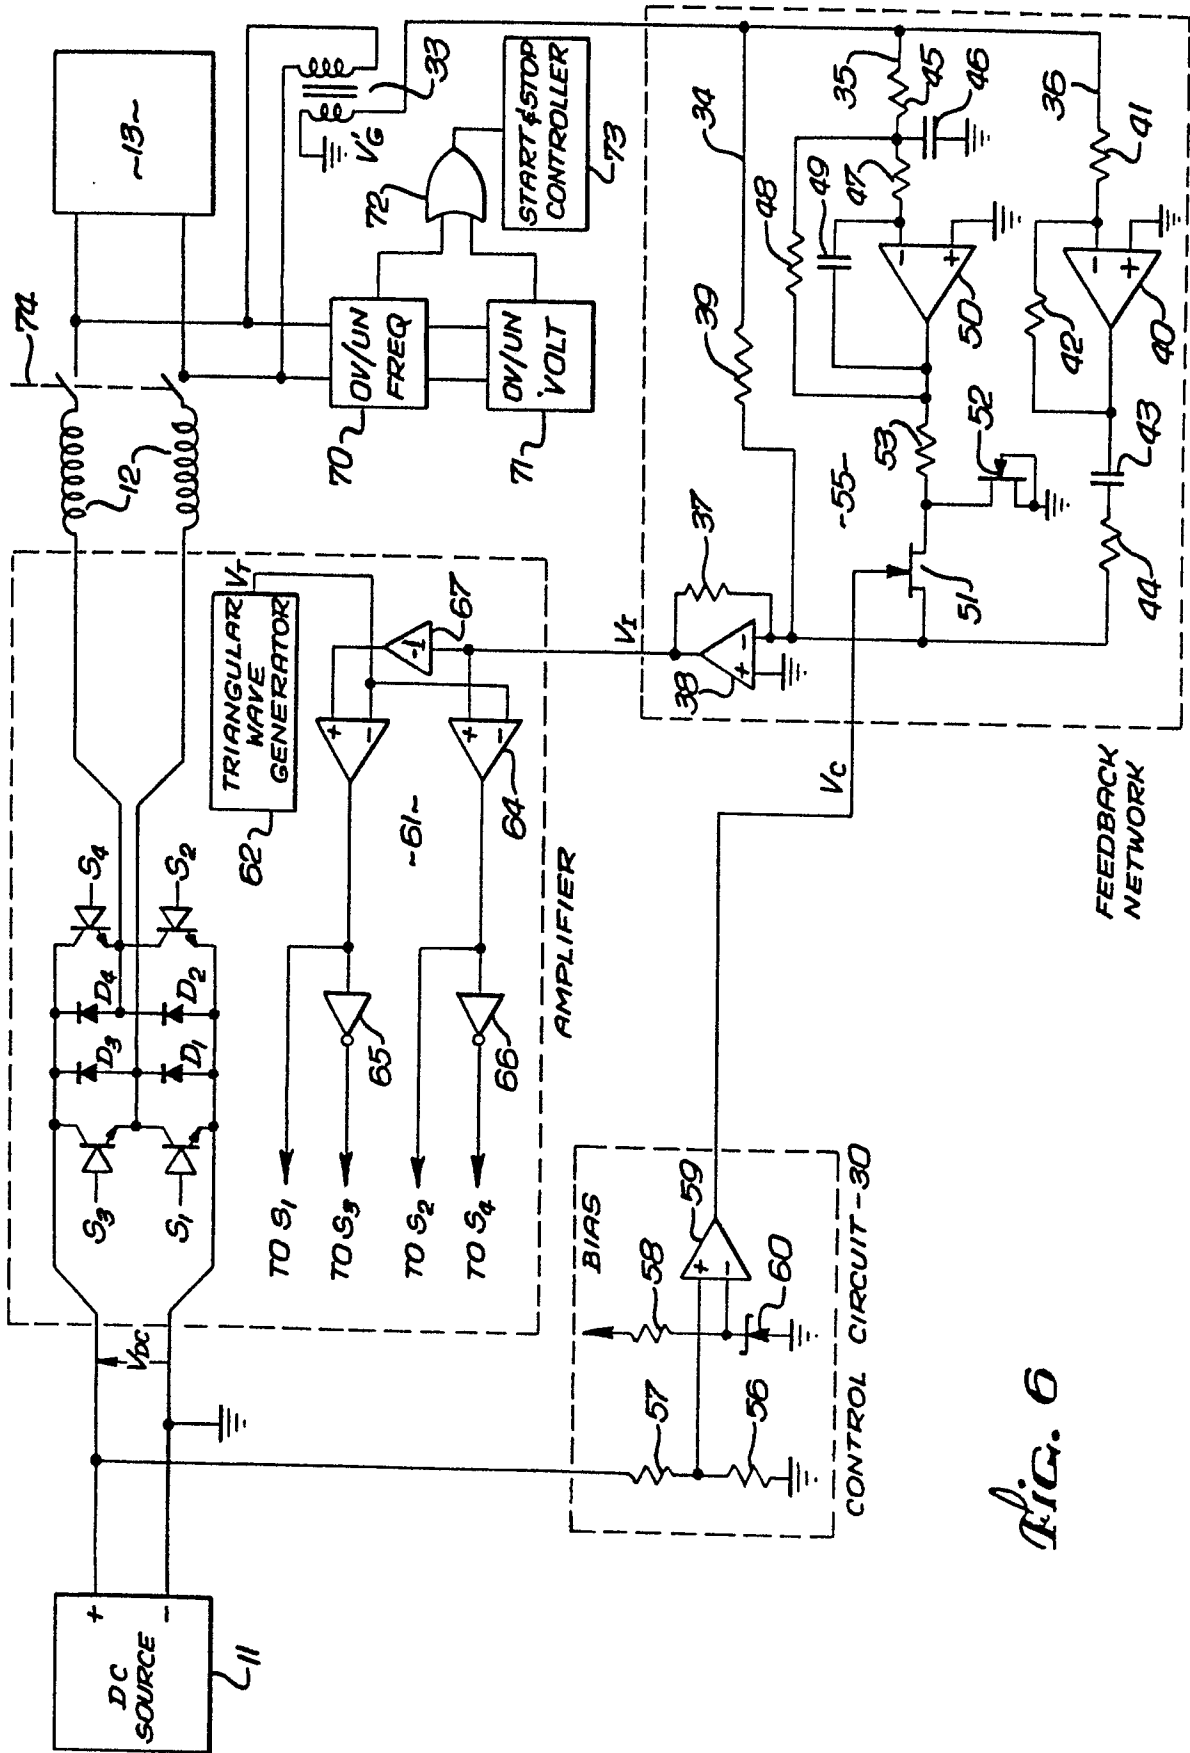 DC
SOURCE
+
-
11
VDC
S3
S1
D3
D4
D1
D2
S4
S2
12
74
~13~
33
V'G
OV/UN
FREQ
70
OV/UN
'VOLT
71
72
START & STOP
CONTROLLER
73
TRIANGULAR
WAVE
GENERATOR
62
VT
-1
67
+
-
~61~
+
-
64
65
66
TO S1
TO S3
TO S2
TO S4
AMPLIFIER
BIAS
57
56
58
59
+
-
60
CONTROL CIRCUIT-30
VC
VI
37
38
+
-
39
34
35
45
46
47
48
49
50
-
+
53
-55-
51
52
36
41
42
-
+
40
43
44
FEEDBACK
NETWORK
FIG. 6